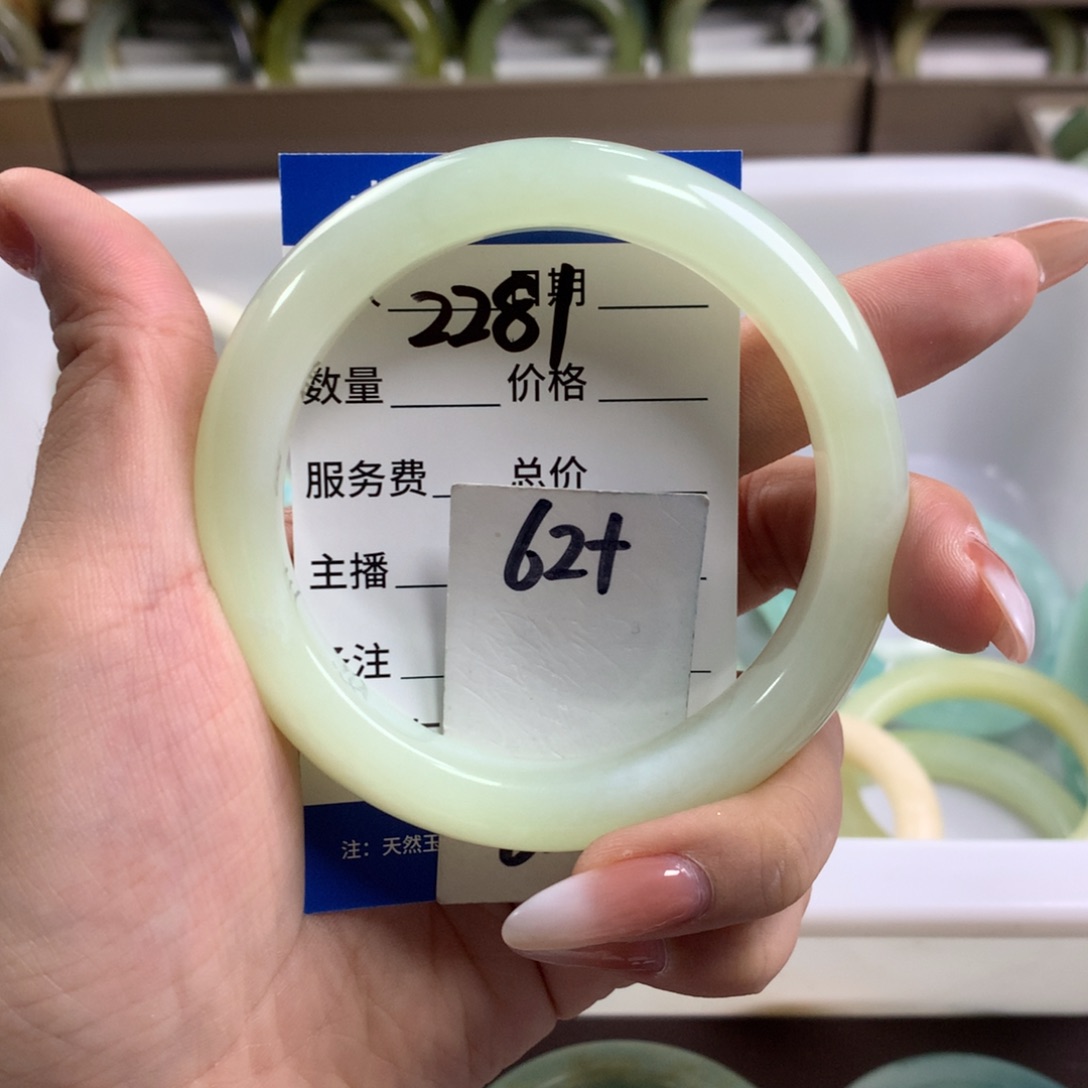 日期
2281
数量 价格
服务费 总价
62+
主播
注
注：天然玉